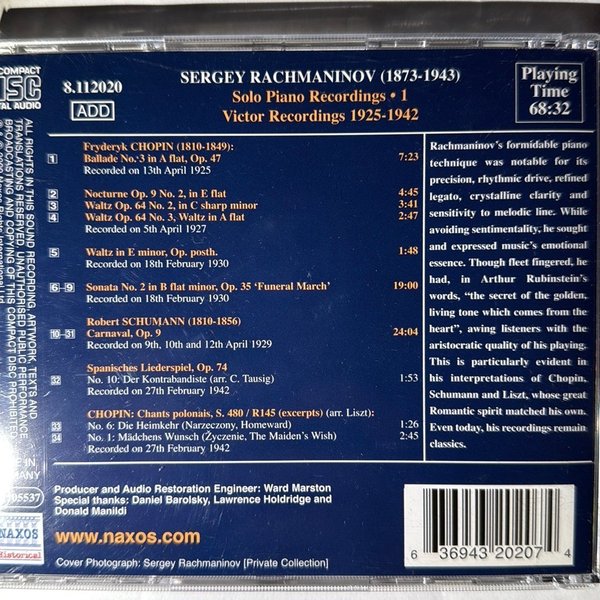 COMPACT
DISC
DIGITAL AUDIO
8.112020
ADD
SERGEY RACHMANINOV (1873-1943)
Solo Piano Recordings • 1
Victor Recordings 1925-1942
Playing
Time
68:32
Fryderyk CHOPIN (1810-1849):
1 Ballade No. 3 in A flat, Op. 47 7:23
Recorded on 13th April 1925
2 Nocturne Op. 9 No. 2, in E flat 4:45
3 Waltz Op. 64 No. 2, in C sharp minor 3:41
4 Waltz Op. 64 No. 3, Waltz in A flat 2:47
Recorded on 5th April 1927
5 Waltz in E minor, Op. posth. 1:48
Recorded on 18th February 1930
6–9 Sonata No. 2 in B flat minor, Op. 35 ‘Funeral March’ 19:00
Recorded on 18th February 1930
Robert SCHUMANN (1810-1856)
10–31 Carnaval, Op. 9 24:04
Recorded on 9th, 10th and 12th April 1929
Spanisches Liederspiel, Op. 74
32 No. 10: Der Kontrabandiste (arr. C. Tausig) 1:53
Recorded on 27th February 1942
CHOPIN: Chants polonais, S. 480 / R145 (excerpts) (arr. Liszt):
33 No. 6: Die Heimkehr (Narzeczony, Homeward) 1:26
34 No. 1: Mädchens Wunsch (Życzenie, The Maiden's Wish) 2:45
Recorded on 27th February 1942
Rachmaninov's formidable piano
technique was notable for its
precision, rhythmic drive, refined
legato, crystalline clarity and
sensitivity to melodic line. While
avoiding sentimentality, he sought
and expressed music's emotional
essence. Though fleet fingered, he
had, in Arthur Rubinstein's
words, “the secret of the golden,
living tone which comes from the
heart”, awing listeners with the
aristocratic quality of his playing.
This is particularly evident in
his interpretations of Chopin,
Schumann and Liszt, whose great
Romantic spirit matched his own.
Even today, his recordings remain
classics.
Producer and Audio Restoration Engineer: Ward Marston
Special thanks: Daniel Barolsky, Lawrence Holdridge and
Donald Manildi
www.naxos.com
Cover Photograph: Sergey Rachmaninov [Private Collection]
ALL RIGHTS IN THIS SOUND RECORDING, ARTWORK, TEXTS AND
TRANSLATIONS RESERVED. UNAUTHORISED PUBLIC PERFORMANCE,
BROADCASTING AND COPYING OF THIS COMPACT DISC PROHIBITED.
05537
NAXOS
Historical
6 36943 20207 4